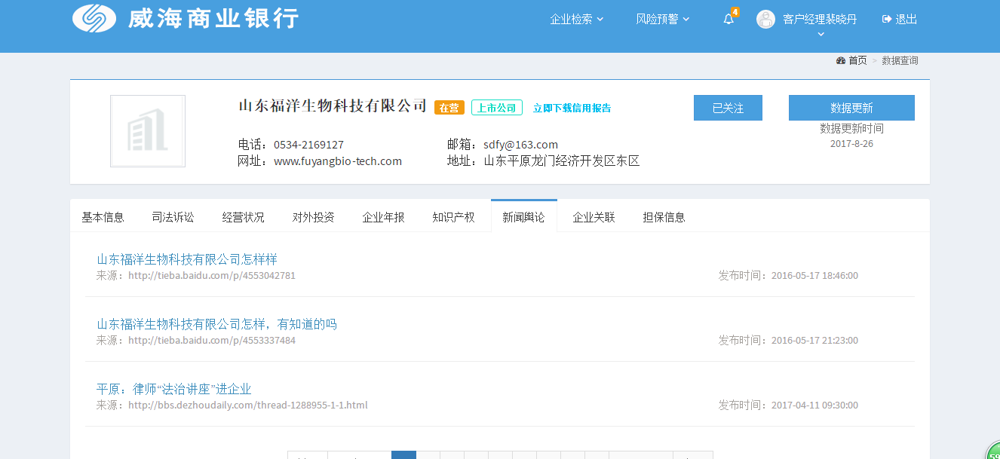 威海商业银行
企业检索 风险预警 4 客户经理裴晓丹 退出
首页 > 数据查询
山东福洋生物科技有限公司 在营 上市公司 立即下载信用报告 已关注 数据更新
数据更新时间
2017-8-26
电话：0534-2169127 邮箱：sdfy@163.com
网址：www.fuyangbio-tech.com 地址：山东平原龙门经济开发区东区
基本信息 司法诉讼 经营状况 对外投资 企业年报 知识产权 新闻舆论 企业关联 担保信息
山东福洋生物科技有限公司怎样样
来源：http://tieba.baidu.com/p/4553042781 发布时间：2016-05-17 18:46:00
山东福洋生物科技有限公司怎样，有知道的吗
来源：http://tieba.baidu.com/p/4553337484 发布时间：2016-05-17 21:23:00
平原：律师“法治讲座”进企业
来源：http://bbs.dezhoudaily.com/thread-1288955-1-1.html 发布时间：2017-04-11 09:30:00